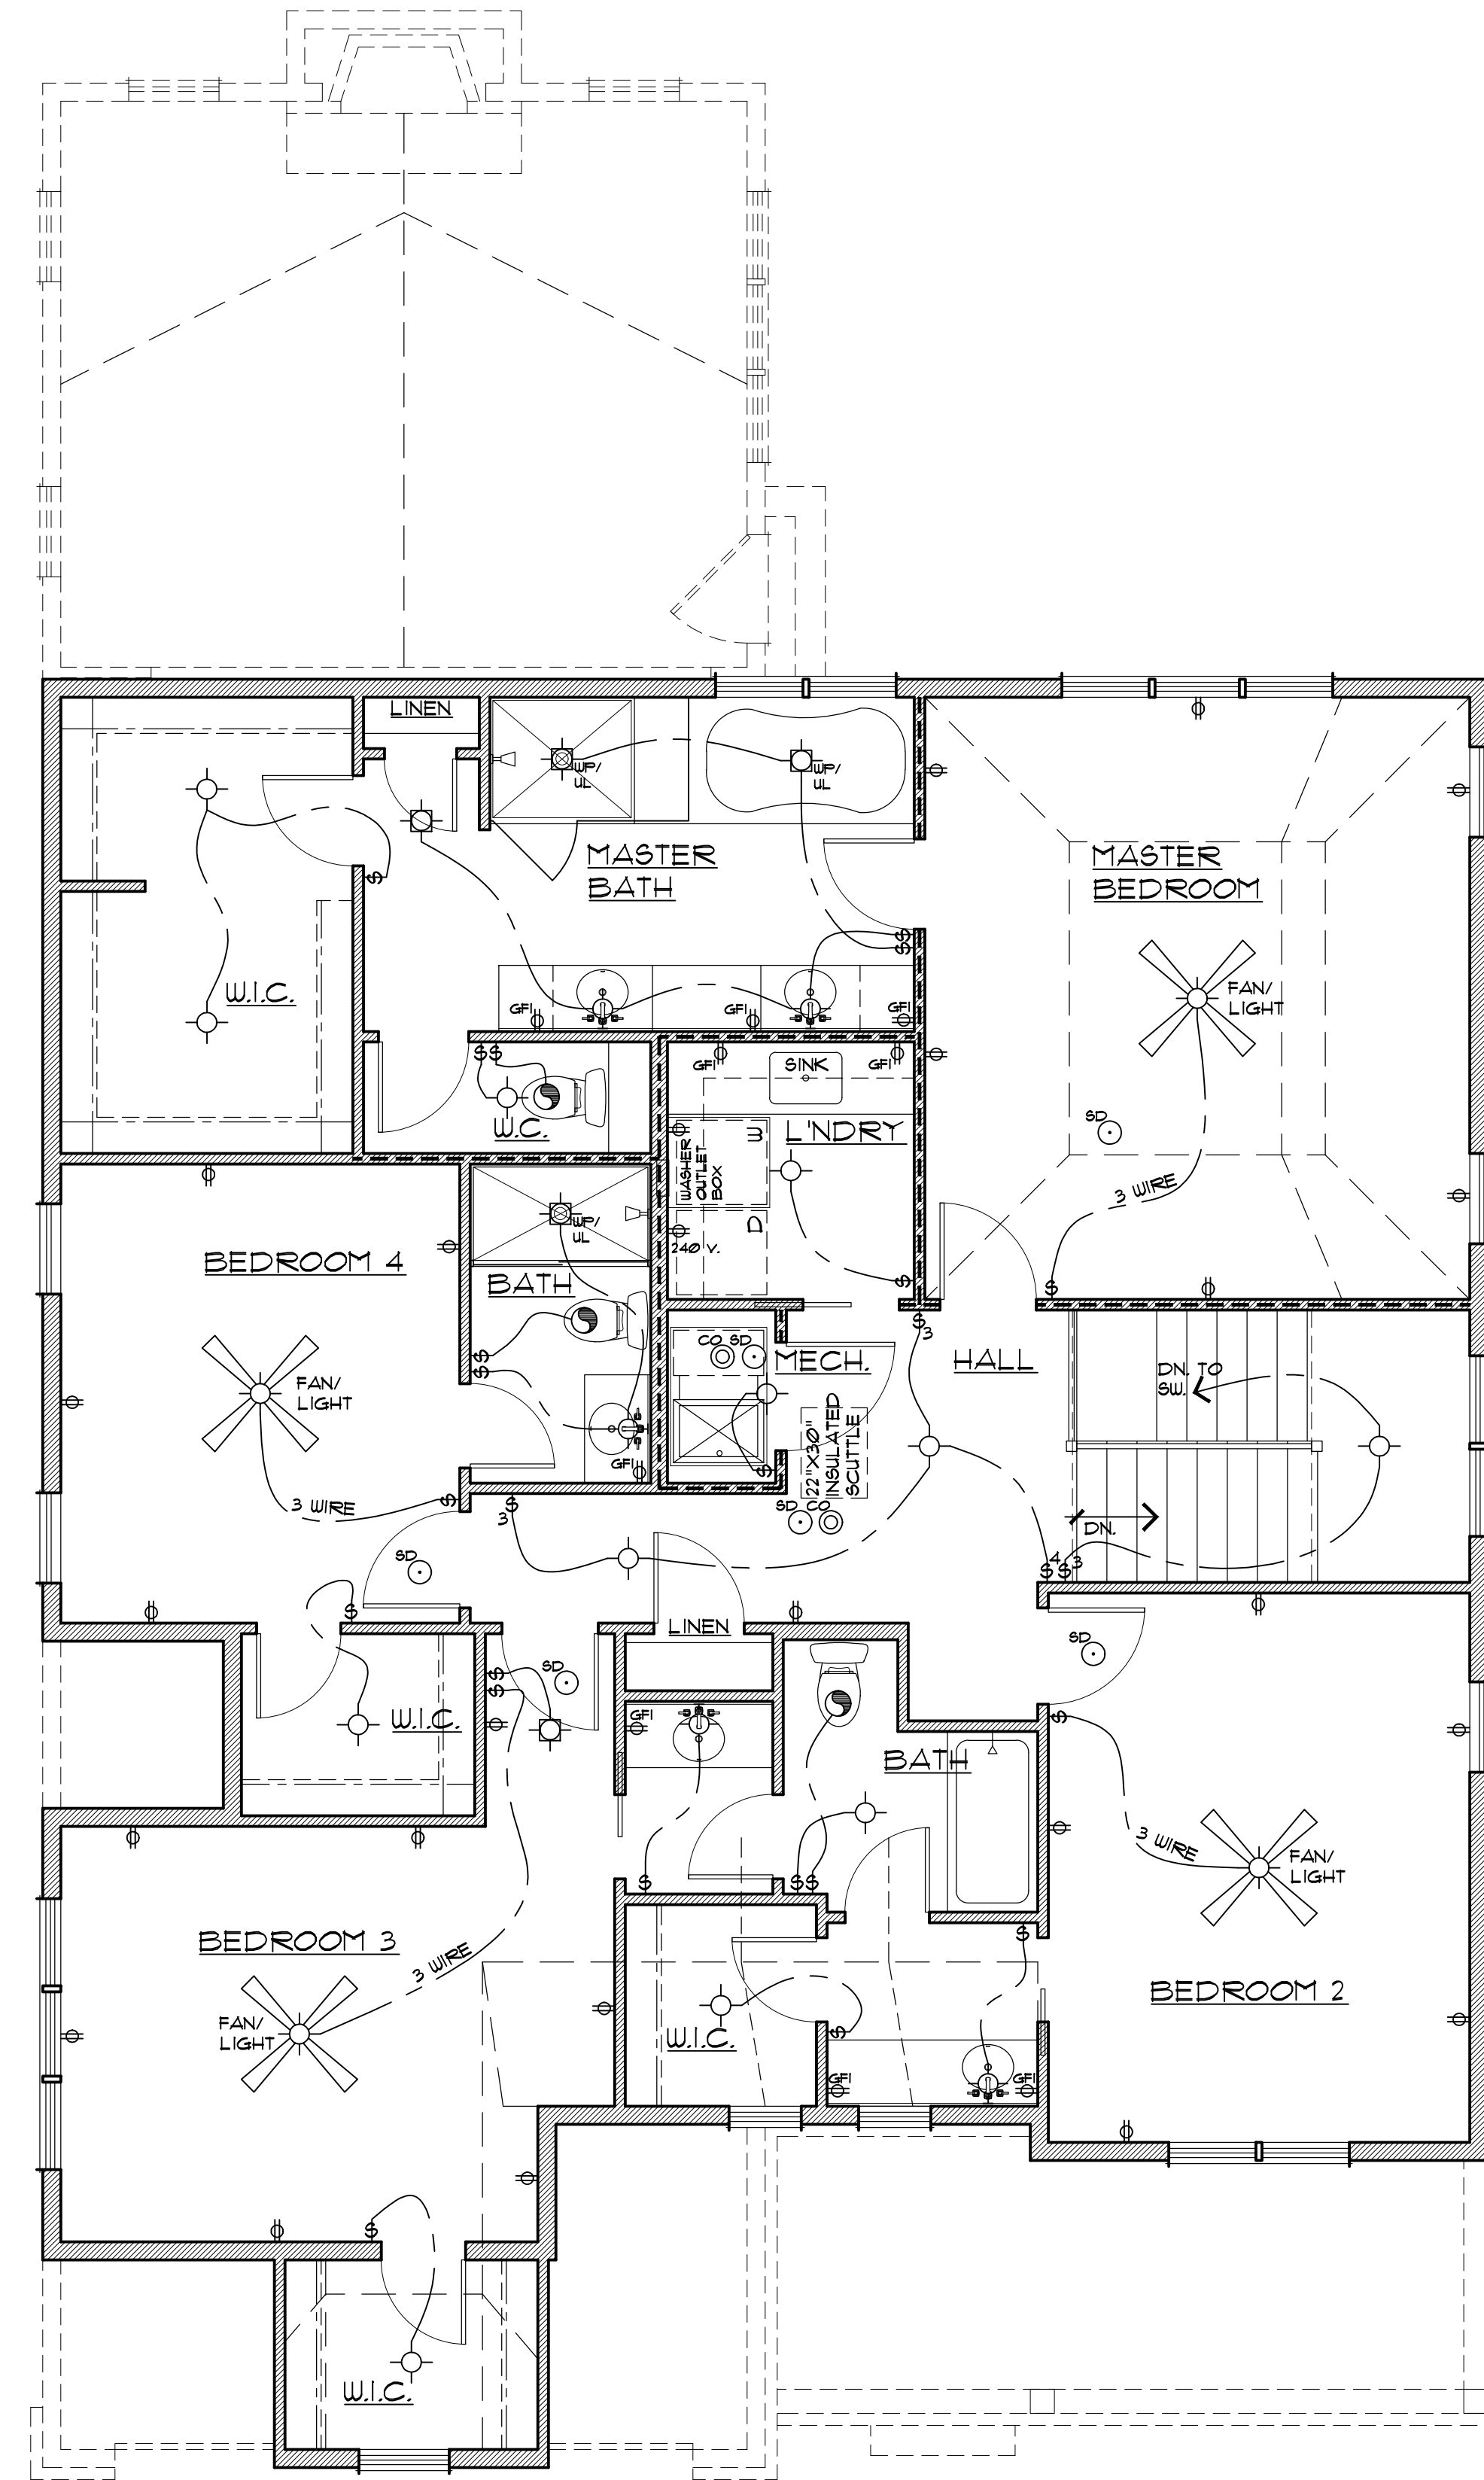 LINEN
WP/
UL
WP/
UL
S
MASTER
BATH
MASTER
BEDROOM
S
S
W.I.C.
FAN/
LIGHT
GFI
GFI
GFI
SS
GFI
SINK
GFI
SD
W.C.
W
L'NDRY
WASHER
OUTLET
BOX
3 WIRE
WP/
UL
D
240 V.
BEDROOM 4
BATH
S
S
S
3
CO SD
MECH.
HALL
DN. TO
SW.
S
S
FAN/
LIGHT
22"X30"
INSULATED
SCUTTLE
GFI
S
3 WIRE
S
S
3
SD CO
DN.
SD
4 3
S S
S
LINEN
SD
SD
S
S
GFI
S
W.I.C.
BATH
3 WIRE
FAN/
LIGHT
S
SS
BEDROOM 3
3 WIRE
S
BEDROOM 2
FAN/
LIGHT
W.I.C.
S
GFI
GFI
S
W.I.C.